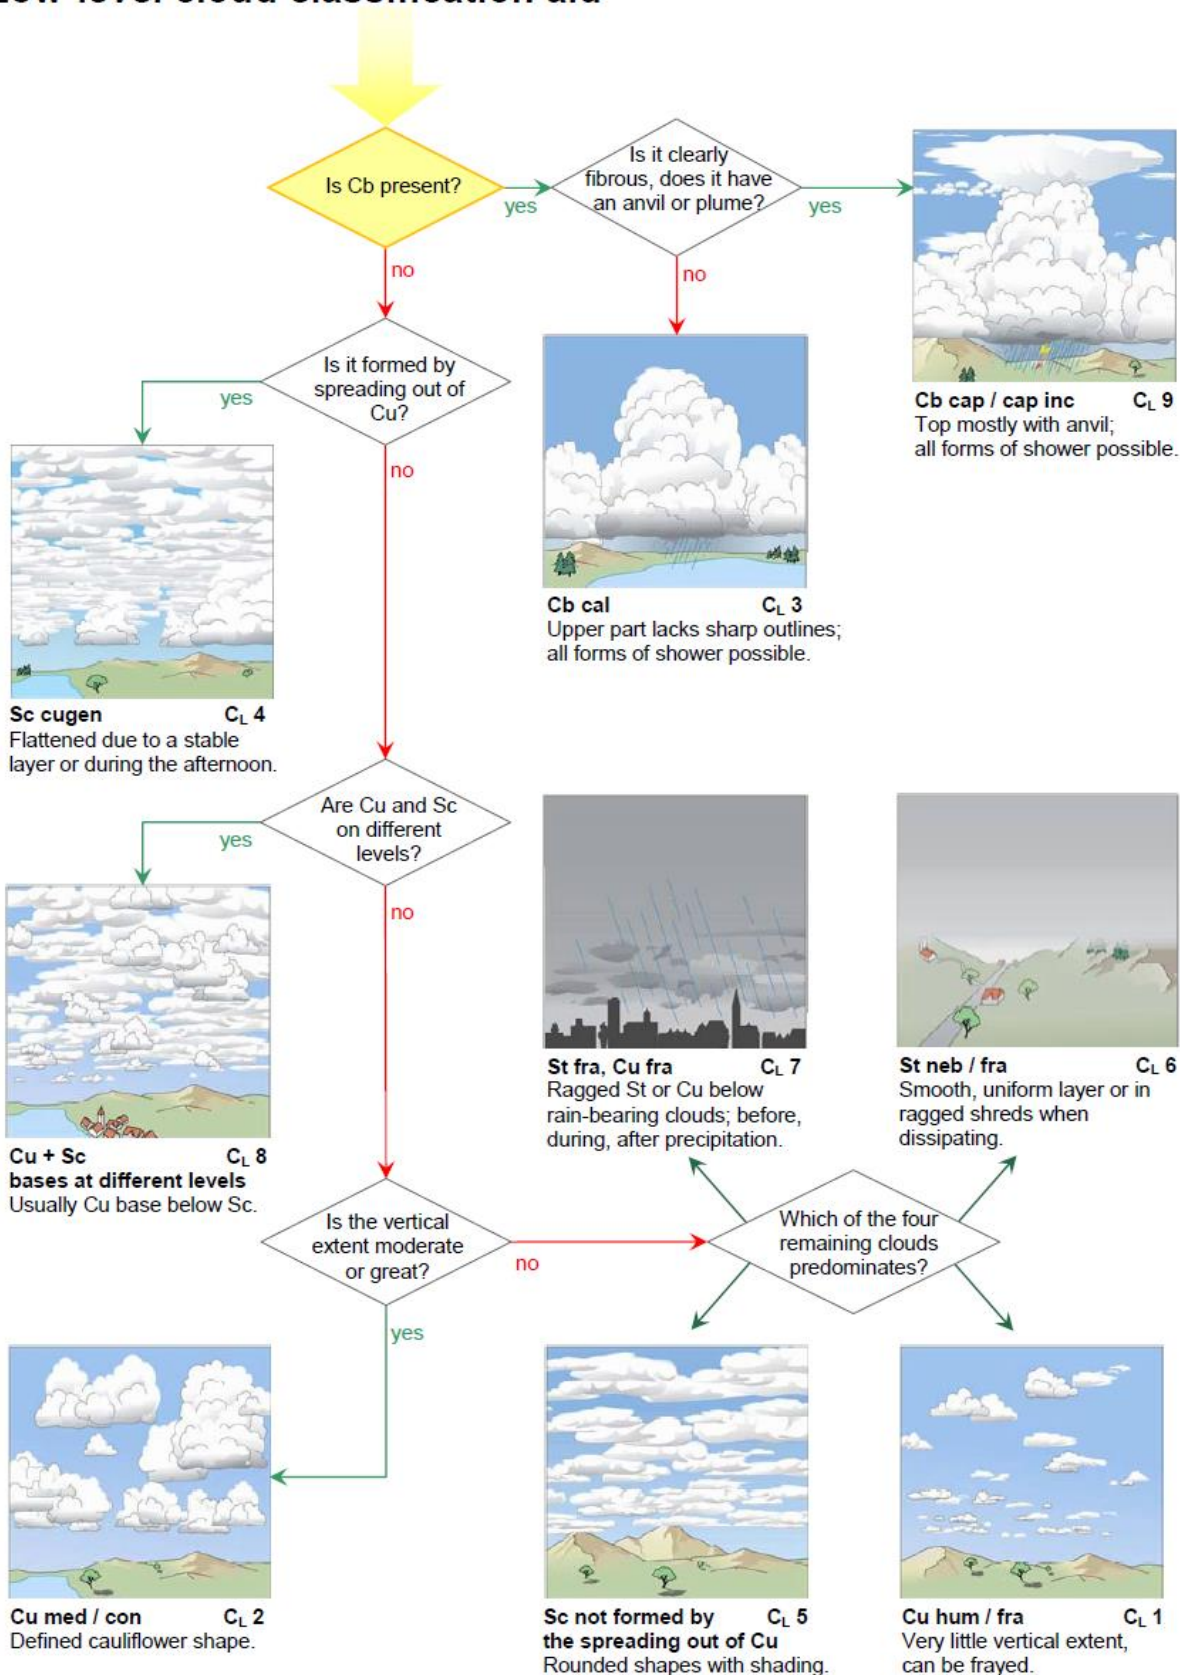 Low-level cloud classification aid
Is Cb present?
yes
Is it clearly
fibrous, does it have
an anvil or plume?
yes
no
no
Cb cap / cap inc CL 9
Top mostly with anvil;
all forms of shower possible.
Is it formed by
spreading out of
Cu?
yes
no
Cb cal CL 3
Upper part lacks sharp outlines;
all forms of shower possible.
Sc cugen CL 4
Flattened due to a stable
layer or during the afternoon.
Are Cu and Sc
on different
levels?
yes
no
St fra, Cu fra CL 7
Ragged St or Cu below
rain-bearing clouds; before,
during, after precipitation.
St neb / fra CL 6
Smooth, uniform layer or in
ragged shreds when
dissipating.
Cu + Sc CL 8
bases at different levels
Usually Cu base below Sc.
Is the vertical
extent moderate
or great?
no
Which of the four
remaining clouds
predominates?
yes
Cu med / con CL 2
Defined cauliflower shape.
Sc not formed by CL 5
the spreading out of Cu
Rounded shapes with shading.
Cu hum / fra CL 1
Very little vertical extent,
can be frayed.